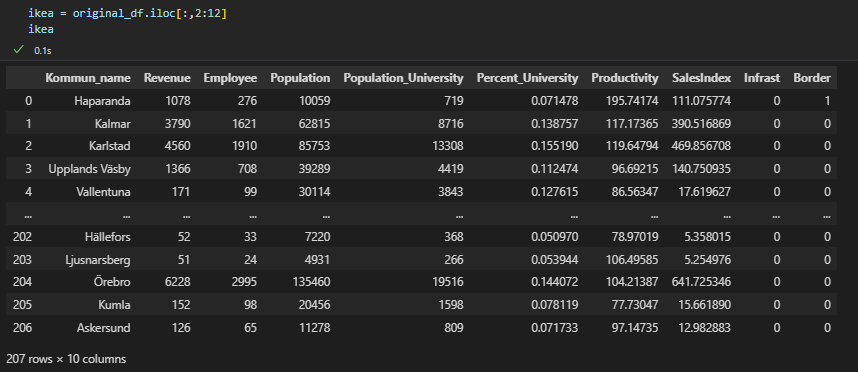 ikea = original_df.iloc[:,2:12]
ikea
✓ 0.1s
Kommun_name Revenue Employee Population Population_University Percent_University Productivity SalesIndex Infrast Border
0 Haparanda 1078 276 10059 719 0.071478 195.74174 111.075774 0 1
1 Kalmar 3790 1621 62815 8716 0.138757 117.17365 390.516869 0 0
2 Karlstad 4560 1910 85753 13308 0.155190 119.64794 469.856708 0 0
3 Upplands Väsby 1366 708 39289 4419 0.112474 96.69215 140.750935 0 0
4 Vallentuna 171 99 30114 3843 0.127615 86.56347 17.619627 0 0
... ... ... ... ... ... ... ... ... ... ...
202 Hällefors 52 33 7220 368 0.050970 78.97019 5.358015 0 0
203 Ljusnarsberg 51 24 4931 266 0.053944 106.49585 5.254976 0 0
204 Örebro 6228 2995 135460 19516 0.144072 104.21387 641.725346 0 0
205 Kumla 152 98 20456 1598 0.078119 77.73047 15.661890 0 0
206 Askersund 126 65 11278 809 0.071733 97.14735 12.982883 0 0
207 rows × 10 columns